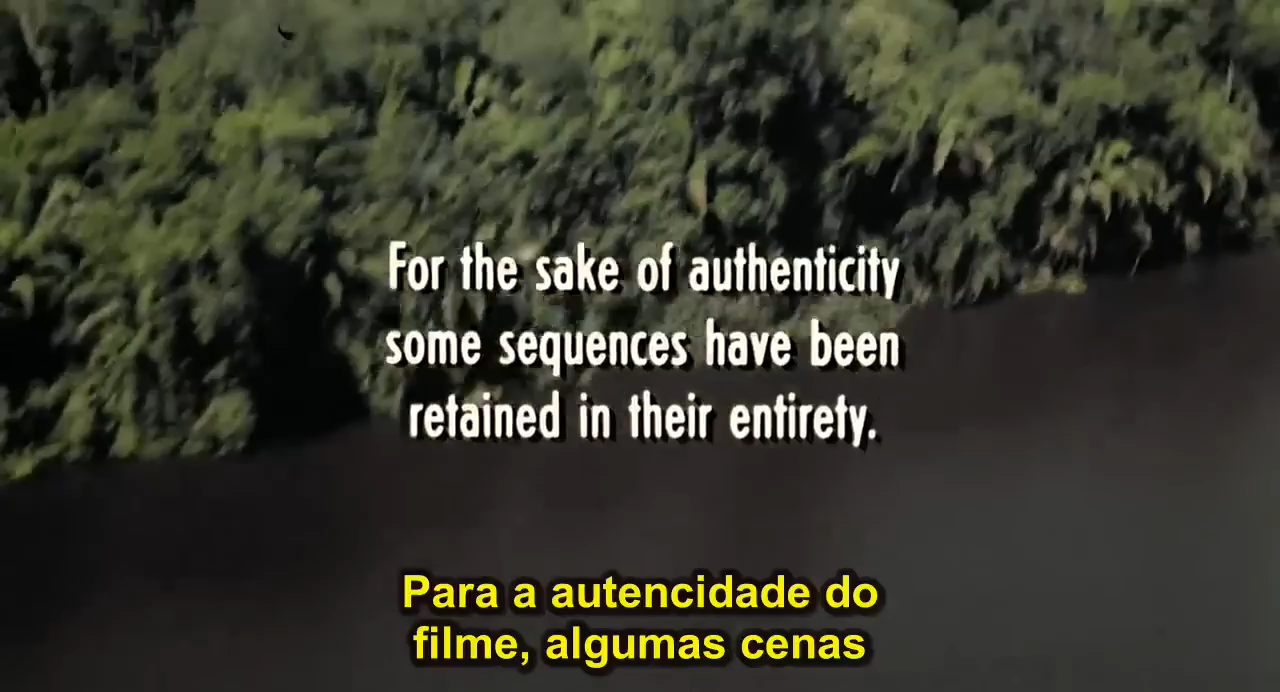 For the sake of authenticity
some sequences have been
retained in their entirety.
Para a autencidade do
filme, algumas cenas